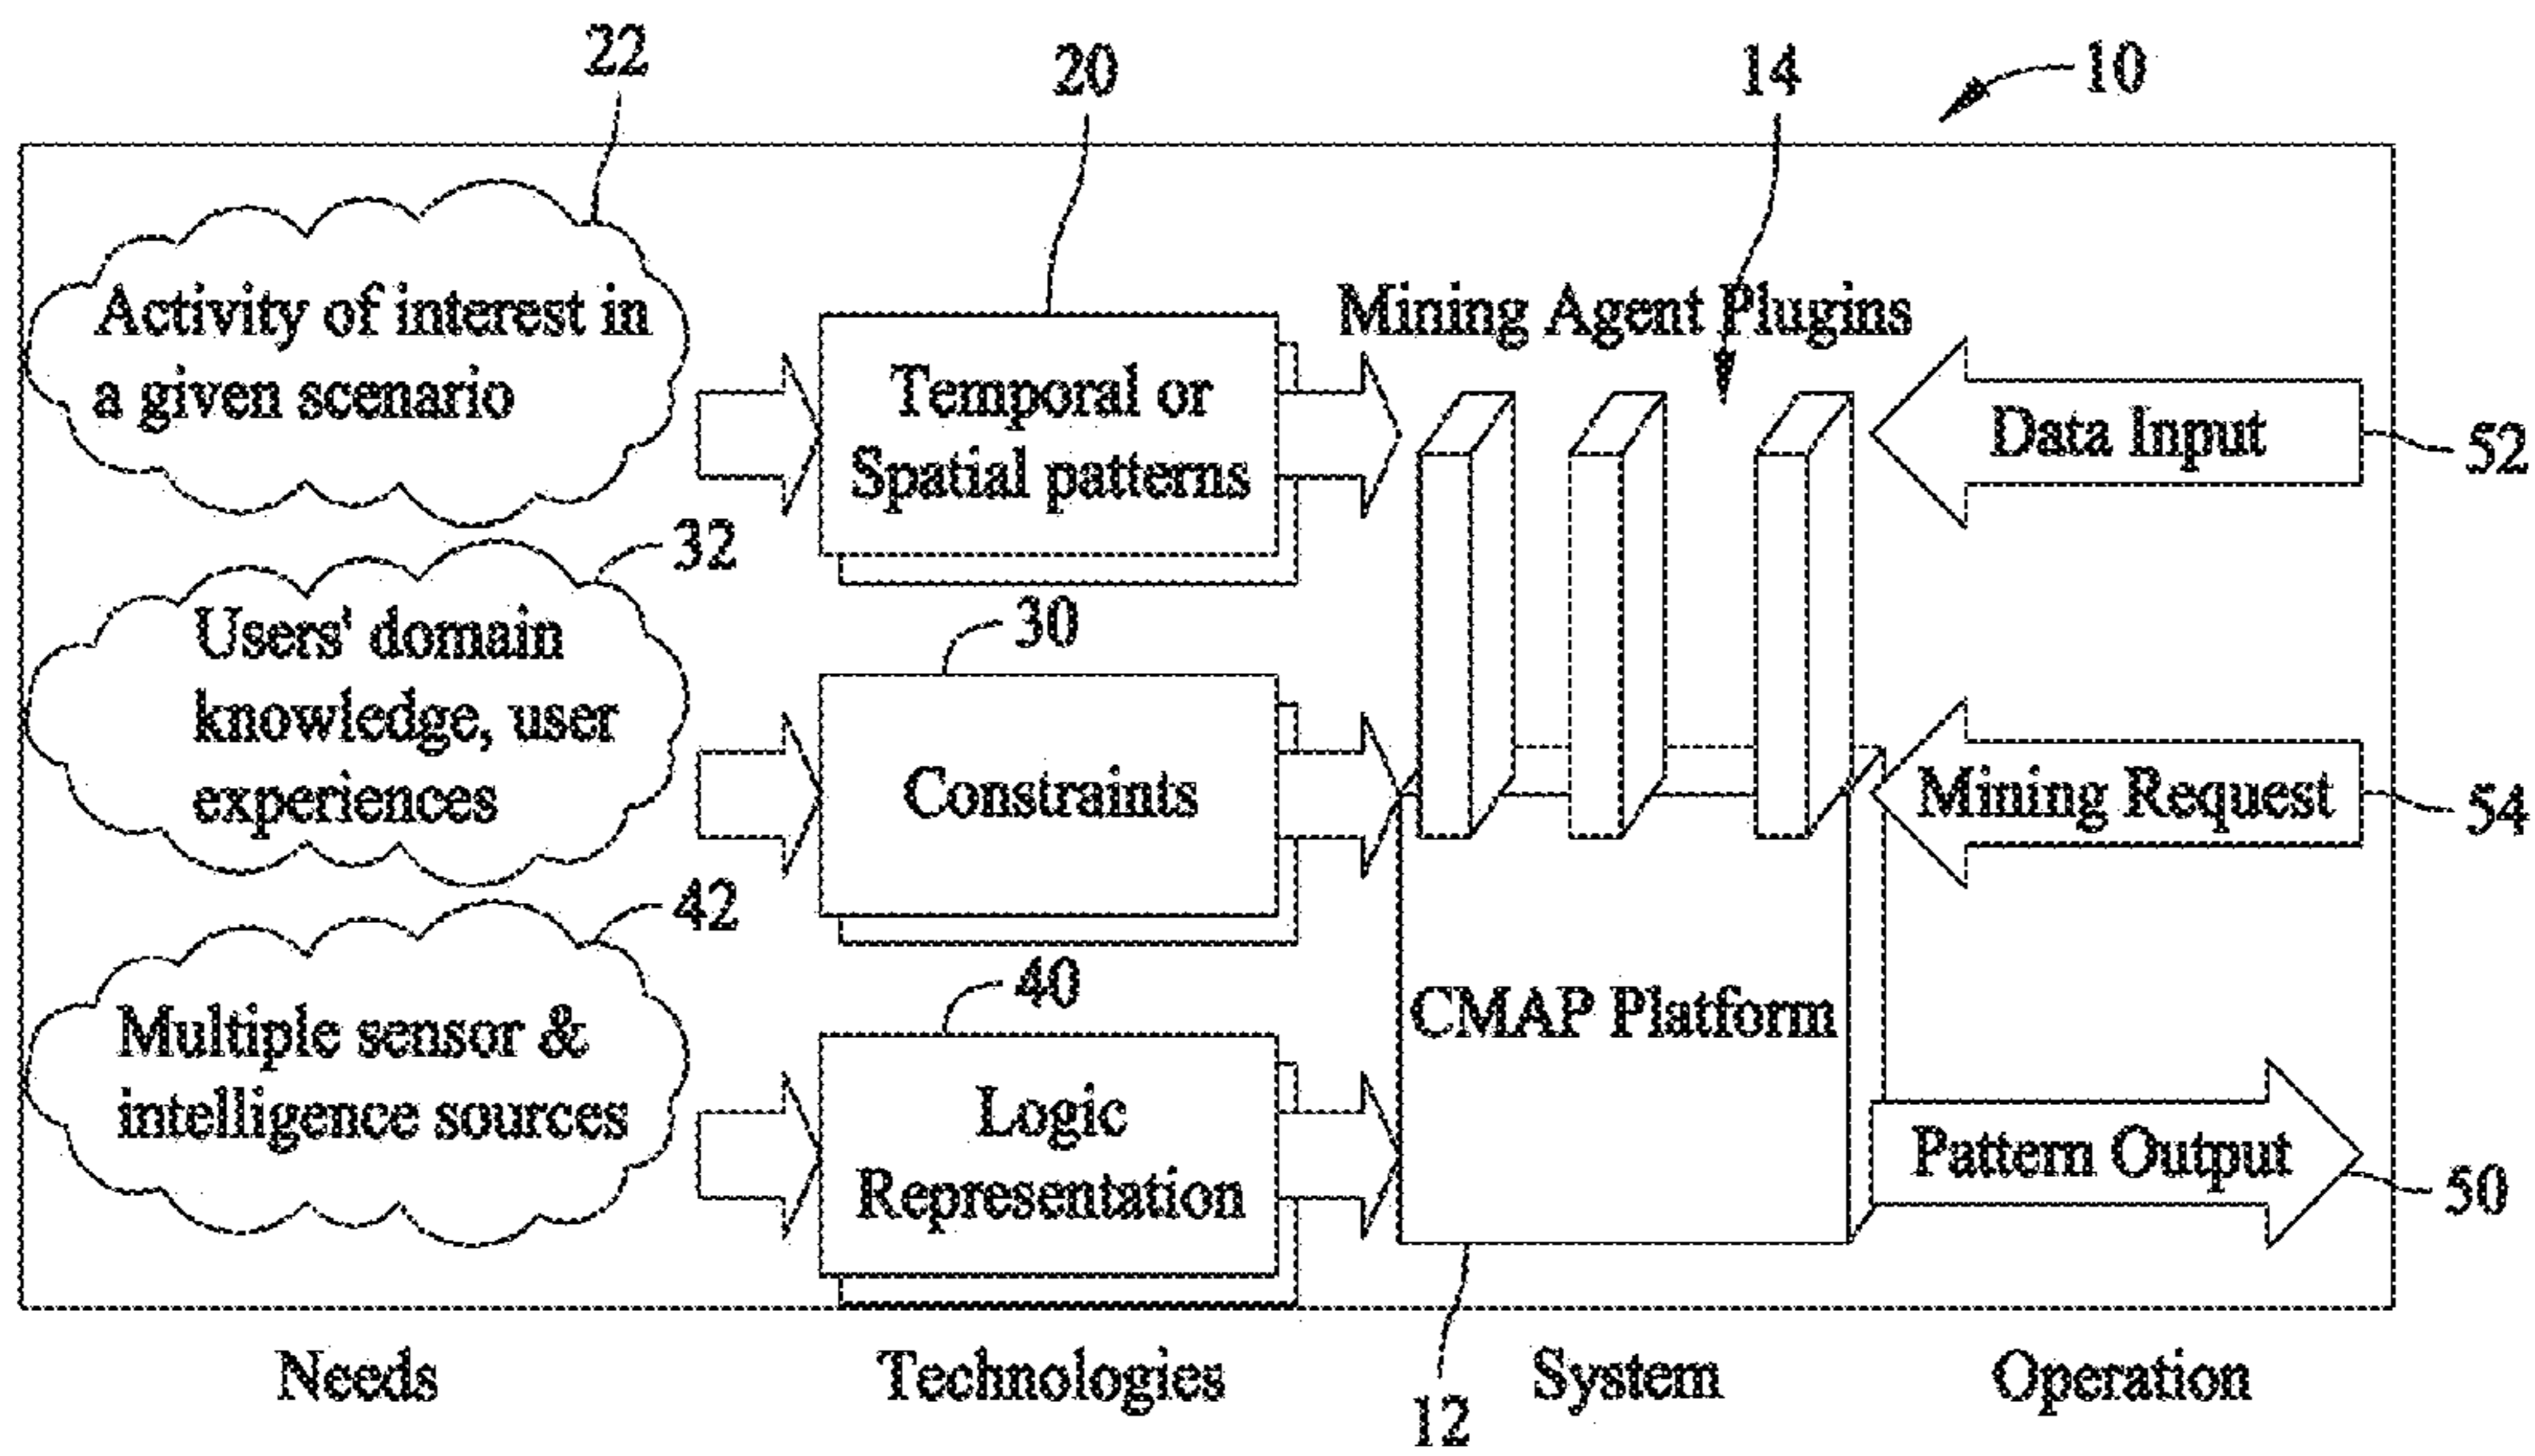 22
20
14
10
Activity of interest in
a given scenario
Temporal or
Spatial patterns
Mining Agent Plugins
Data Input
52
32
Users' domain
knowledge, user
experiences
30
Constraints
Mining Request
54
42
Multiple sensor &
intelligence sources
40
Logic
Representation
CMAP Platform
Pattern Output
50
Needs
Technologies
System
Operation
12